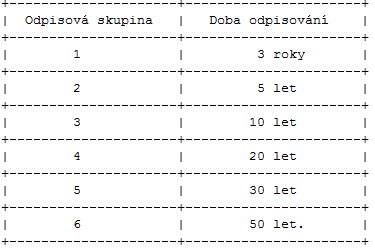 Odpisová skupina | Doba odpisování
1 | 3 roky
2 | 5 let
3 | 10 let
4 | 20 let
5 | 30 let
6 | 50 let.